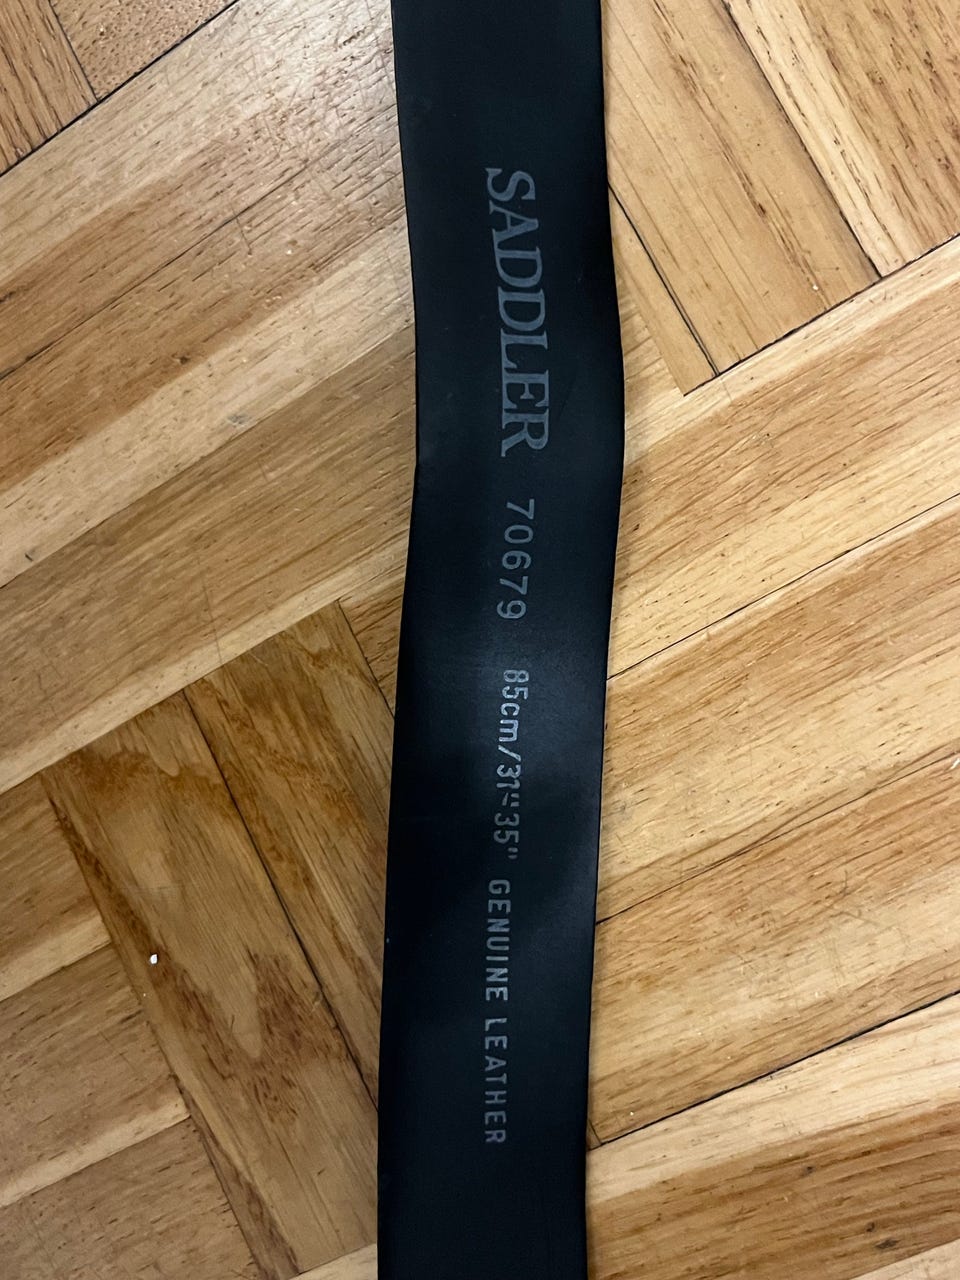 SADDLER 70679 85cm/31"-35" GENUINE LEATHER